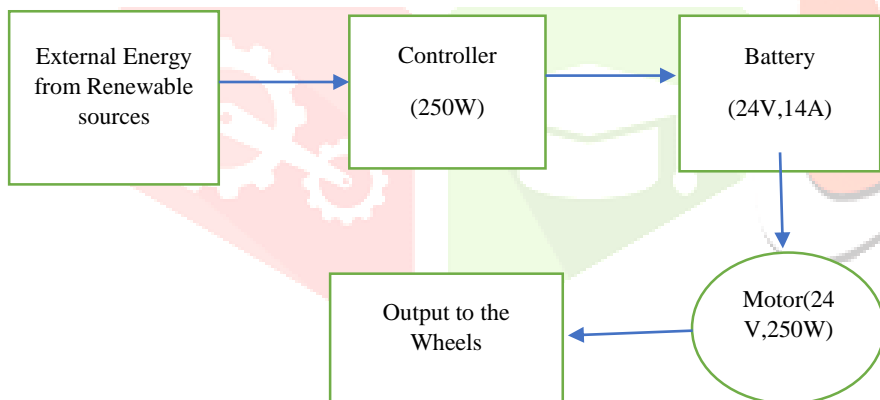 External Energy
from Renewable
sources
Controller
(250W)
Battery
(24V,14A)
Motor(24
V,250W)
Output to the
Wheels